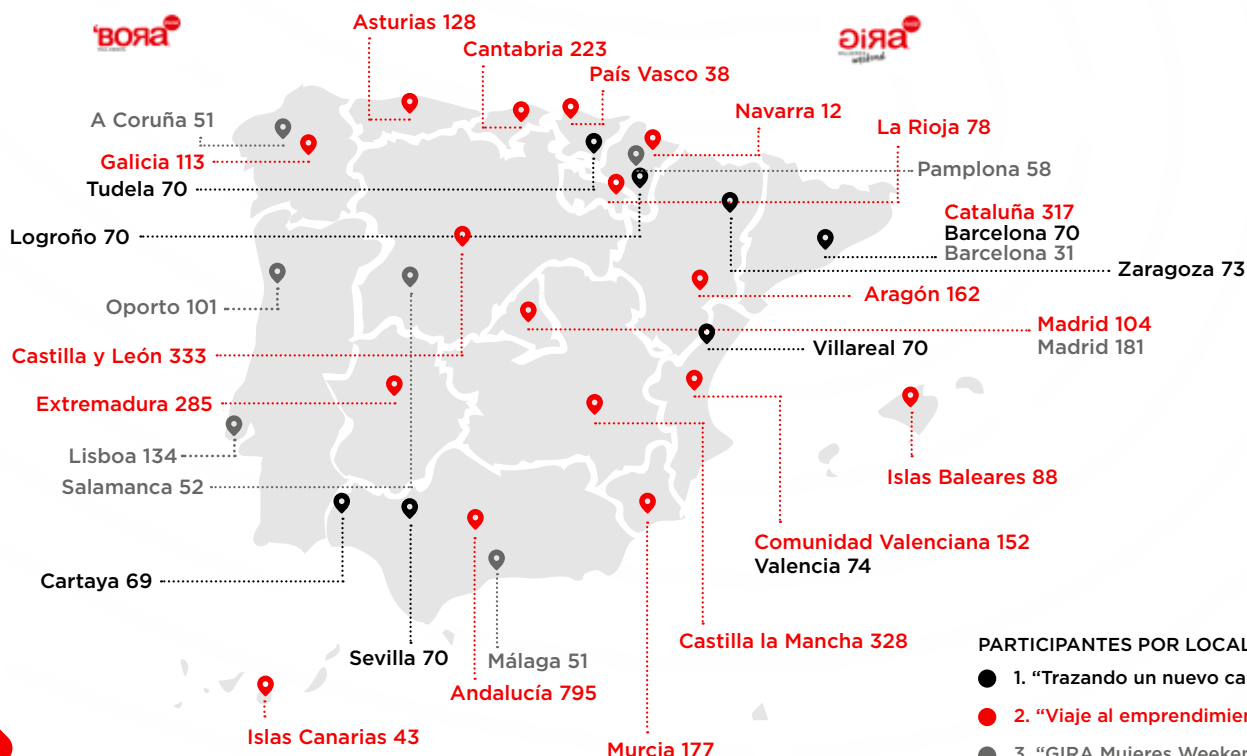 'BORA
GIRA
weekend
Asturias 128
Cantabria 223
País Vasco 38
A Coruña 51
Navarra 12
La Rioja 78
Galicia 113
Pamplona 58
Tudela 70
Cataluña 317
Logroño 70
Barcelona 70
Barcelona 31
Zaragoza 73
Aragón 162
Oporto 101
Madrid 104
Madrid 181
Castilla y León 333
Villareal 70
Extremadura 285
Lisboa 134
Islas Baleares 88
Salamanca 52
Comunidad Valenciana 152
Valencia 74
Cartaya 69
Castilla la Mancha 328
PARTICIPANTES POR LOCAL
Sevilla 70
Málaga 51
1. “Trazando un nuevo ca
Andalucía 795
2. “Viaje al emprendimie
Islas Canarias 43
Murcia 177
3. “GIRA Mujeres Weeken